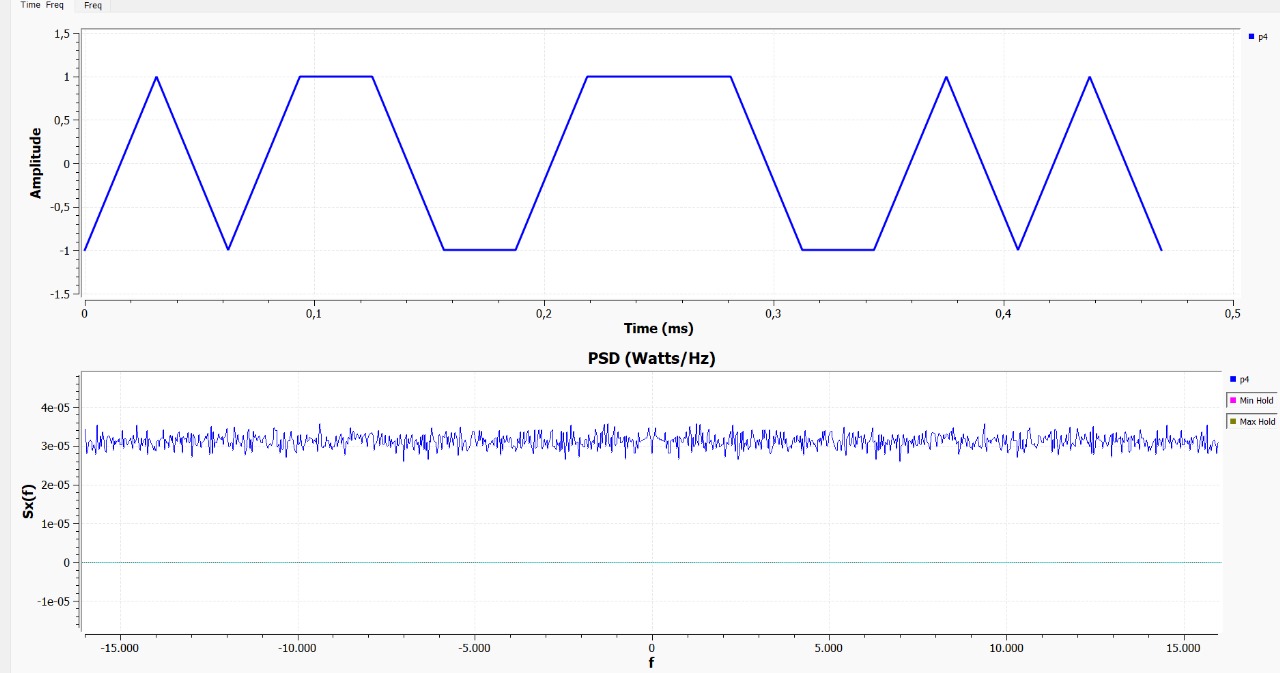 Time Freq Freq
1,5
1
0,5
0
-0,5
-1
-1.5
Amplitude
p4
0 0,1 0,2 0,3 0,4 0,5
Time (ms)
PSD (Watts/Hz)
4e-05
3e-05
2e-05
1e-05
0
-1e-05
Sx(f)
p4
Min Hold
Max Hold
-15.000 -10.000 -5.000 0 5.000 10.000 15.000
f